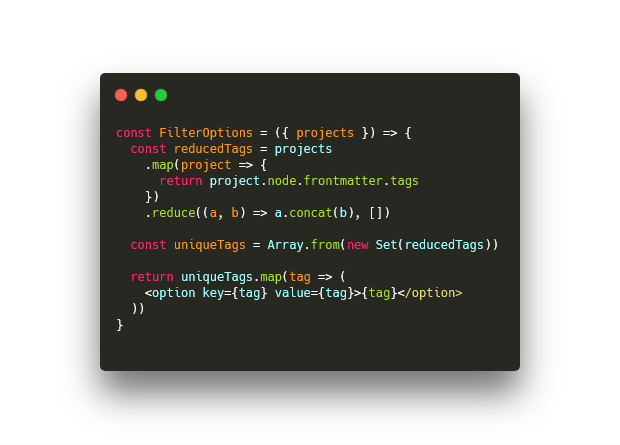 const FilterOptions = ({ projects }) => {
  const reducedTags = projects
    .map(project => {
      return project.node.frontmatter.tags
    })
    .reduce((a, b) => a.concat(b), [])

  const uniqueTags = Array.from(new Set(reducedTags))

  return uniqueTags.map(tag => (
    <option key={tag} value={tag}>{tag}</option>
  ))
}